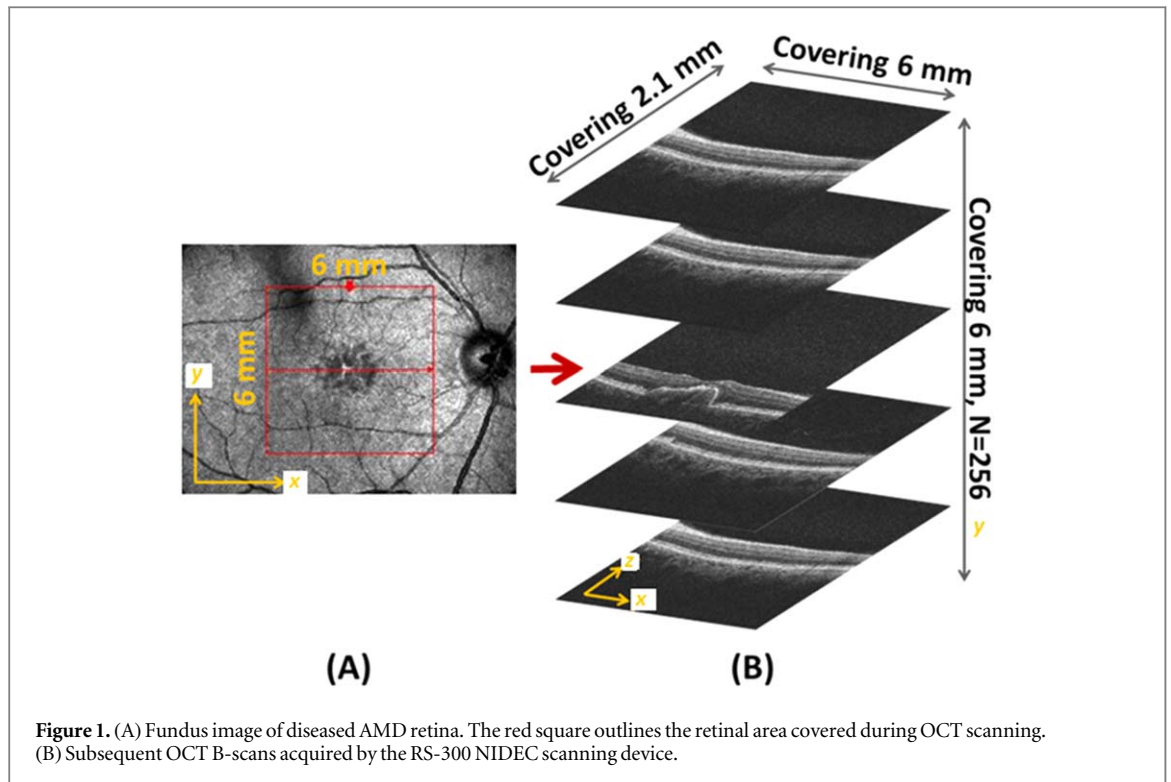 Covering 2.1 mm
Covering 6 mm
6 mm
6 mm
y
x
Covering 6 mm, N=256
y
z
x
(A)
(B)
Figure 1. (A) Fundus image of diseased AMD retina. The red square outlines the retinal area covered during OCT scanning.
(B) Subsequent OCT B-scans acquired by the RS-300 NIDEC scanning device.